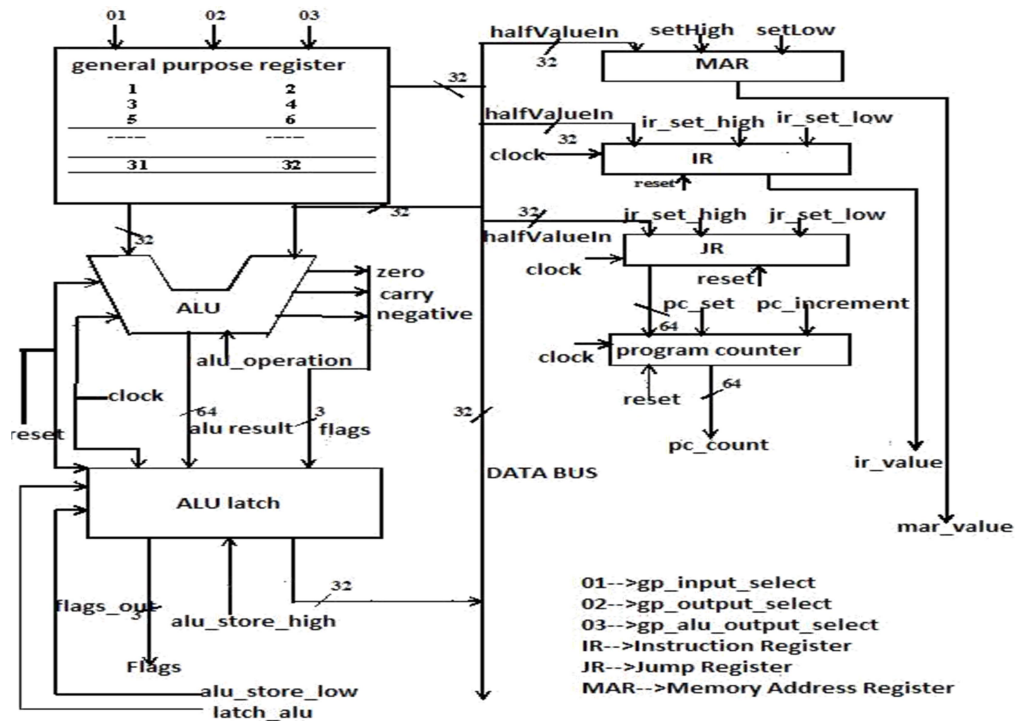 01 02 03
general purpose register
1 2
3 4
5 6
-----  -----
31 32
32
32
32
ALU
zero
carry
negative
alu_operation
clock
reset
64
alu result
3
flags
ALU latch
flags_out
3
Flags
alu_store_high
32
alu_store_low
latch_alu
32
DATA BUS
halfValueIn
32
setHigh
setLow
MAR
halfValueIn
32
ir_set_high
ir_set_low
clock
IR
reset
32
halfValueIn
jr_set_high
jr_set_low
JR
clock
reset
64
pc_set
pc_increment
clock
program counter
reset
64
pc_count
ir_value
mar_value
01-->gp_input_select
02-->gp_output_select
03-->gp_alu_output_select
IR-->Instruction Register
JR-->Jump Register
MAR-->Memory Address Register